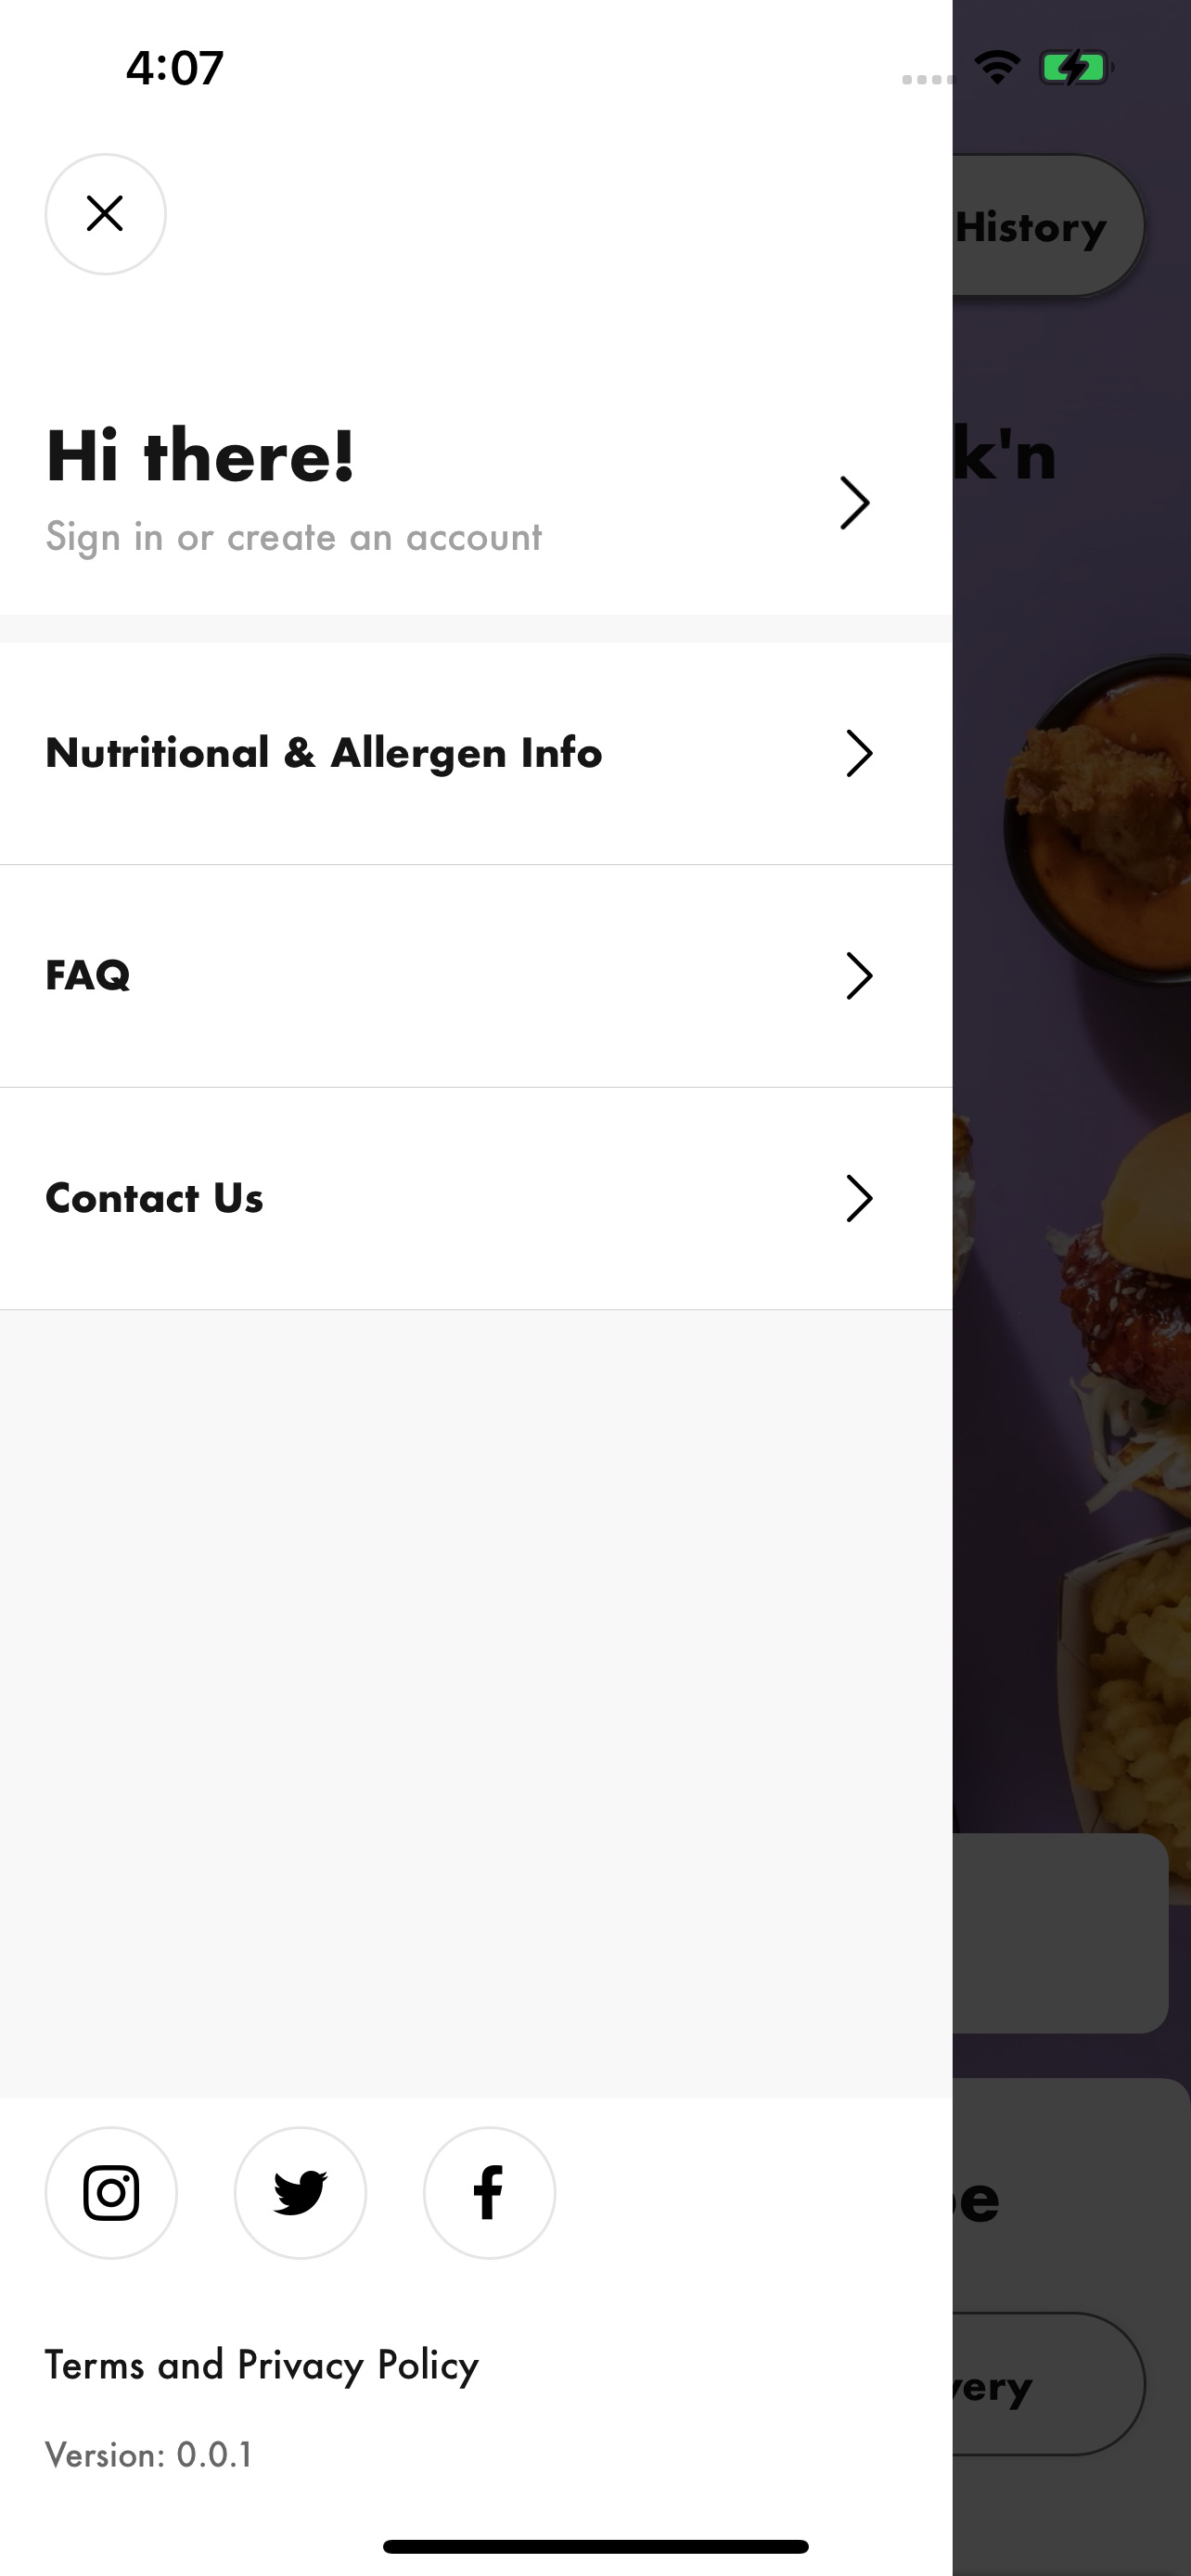 4:07
History
Hi there!
k'n
Sign in or create an account
Nutritional & Allergen Info
FAQ
Contact Us
Terms and Privacy Policy
very
Version: 0.0.1